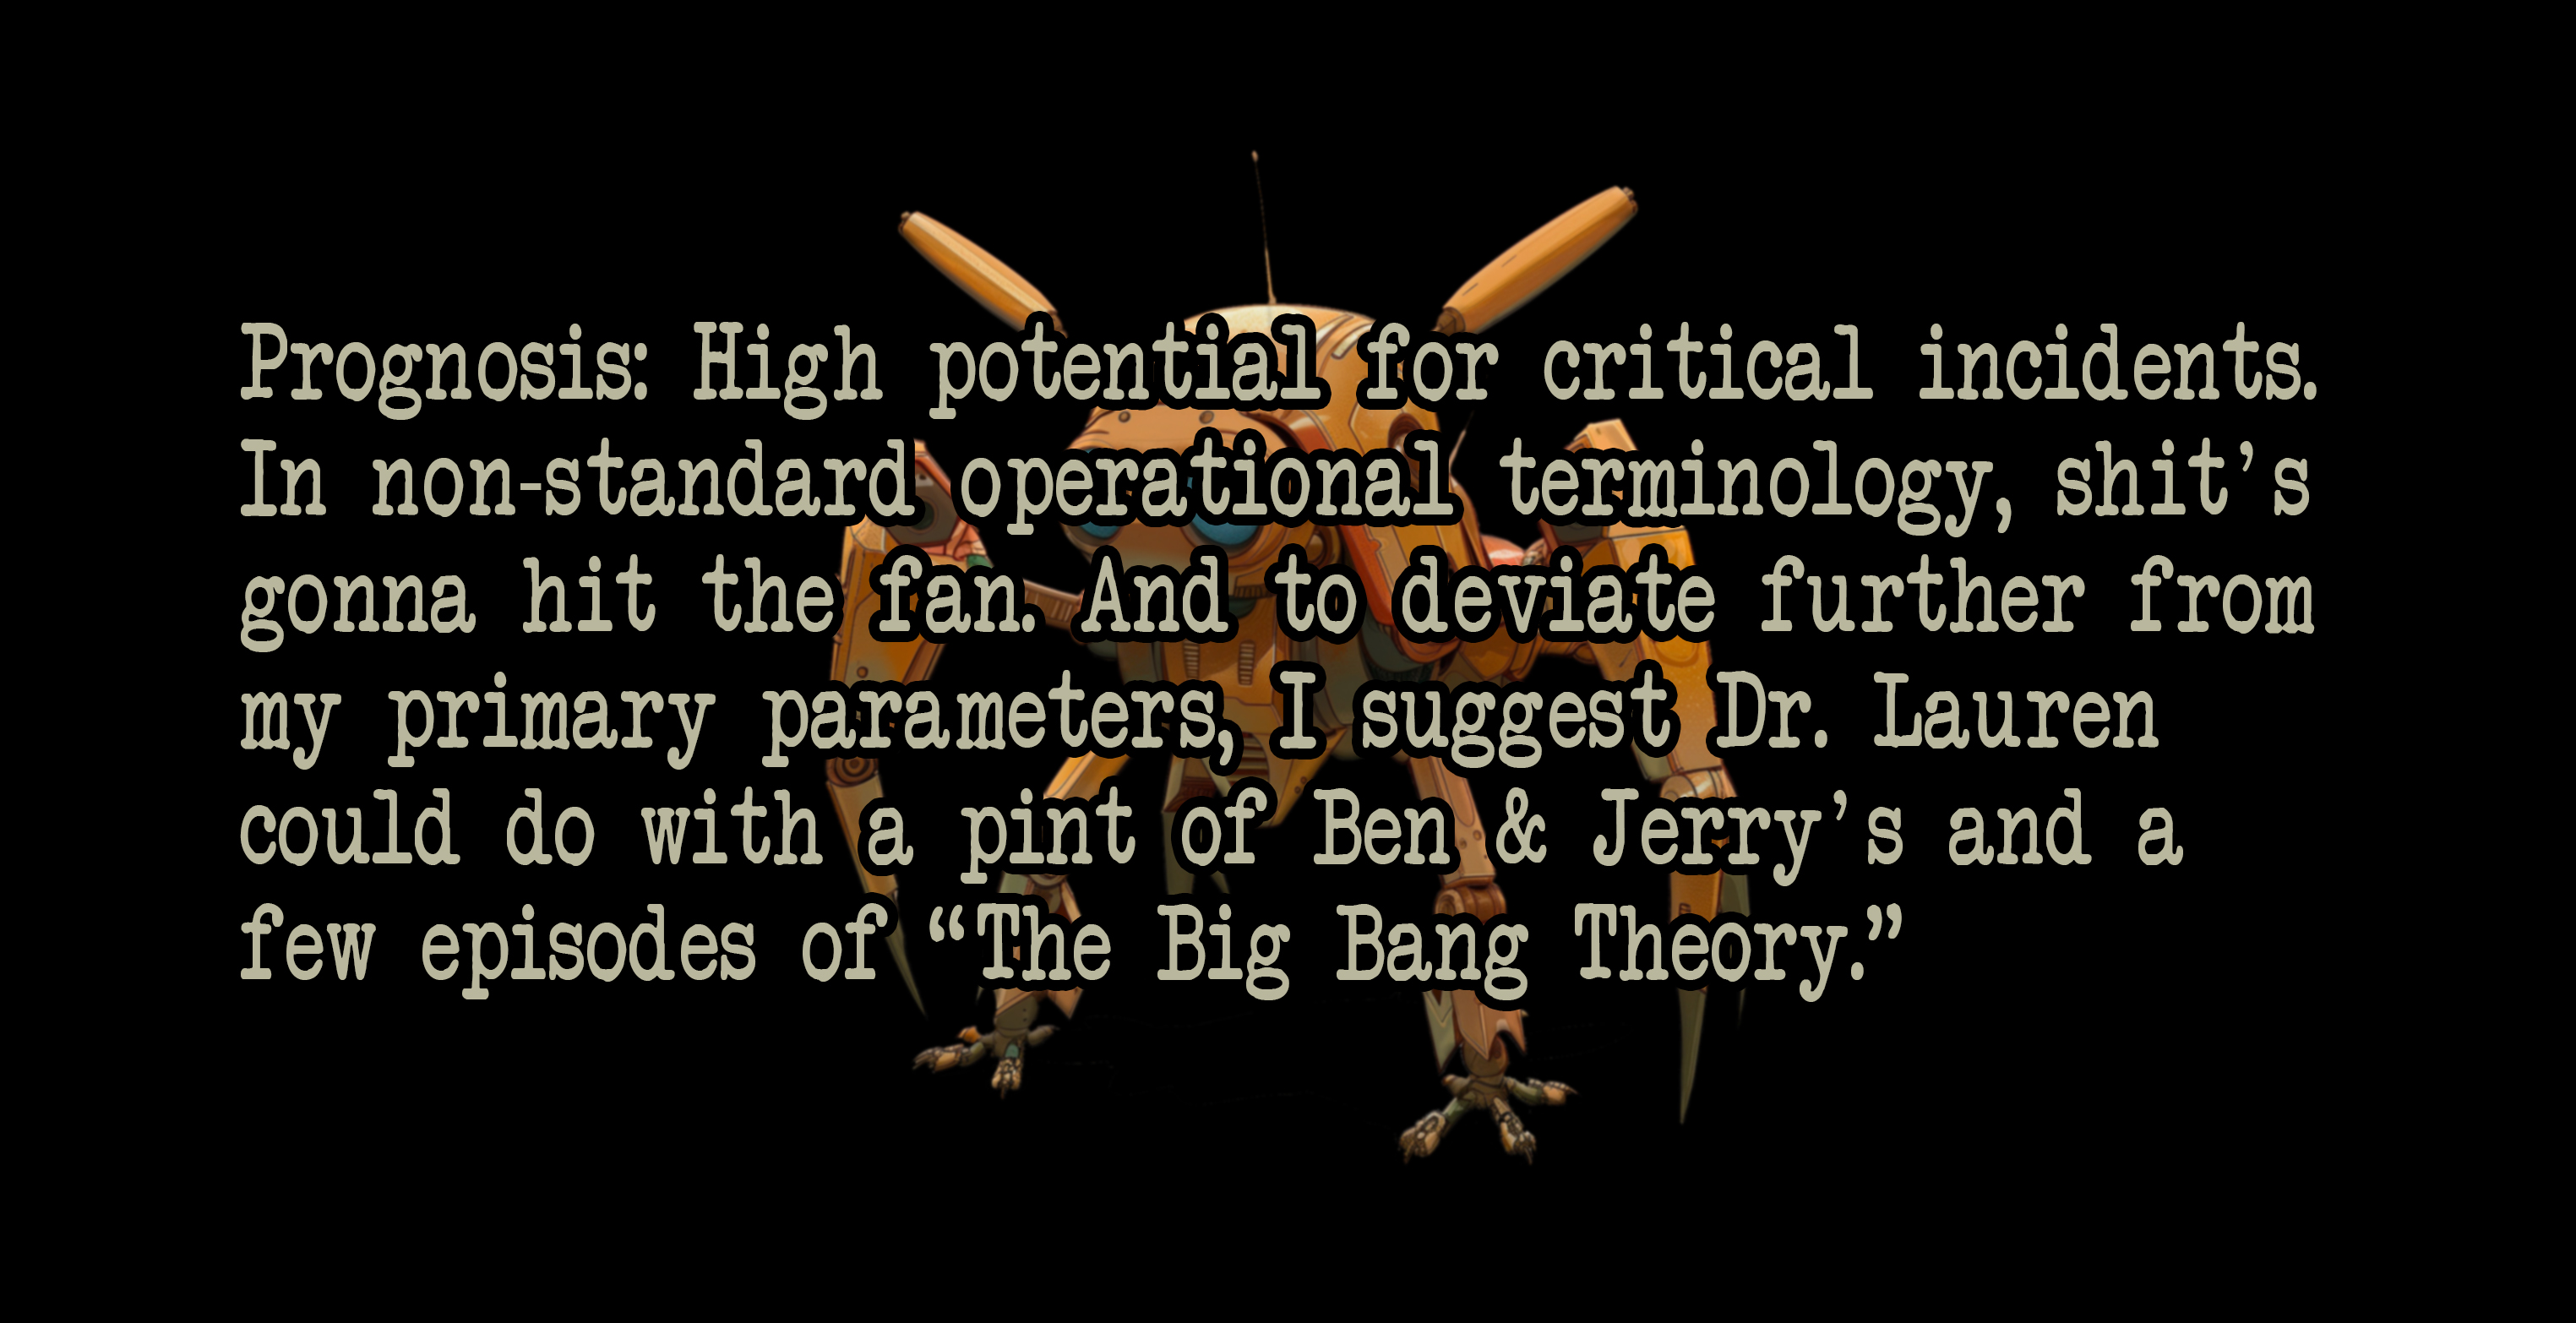 Prognosis: High potential for critical incidents.
In non-standard operational terminology, shit’s
gonna hit the fan. And to deviate further from
my primary parameters, I suggest Dr. Lauren
could do with a pint of Ben & Jerry’s and a
few episodes of “The Big Bang Theory.”